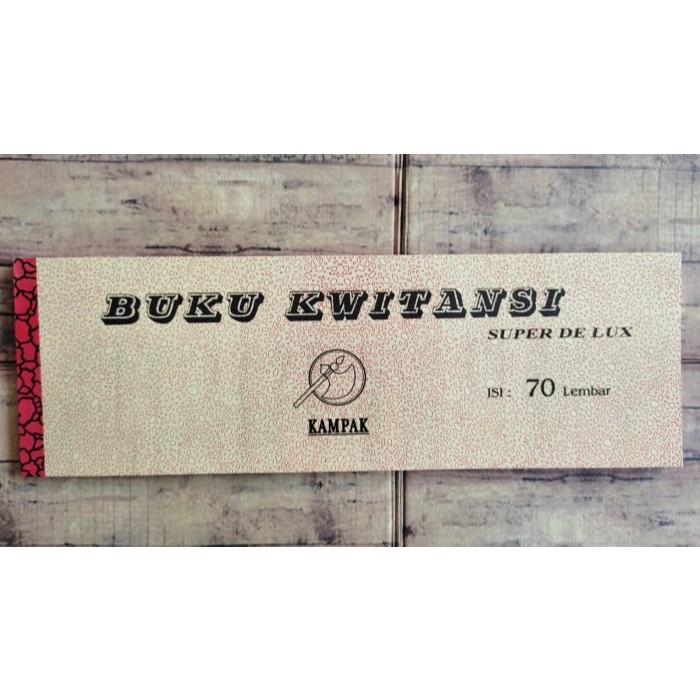 BUKU KWITANSI
SUPER DE LUX
ISI : 70 Lembar
KAMPAK